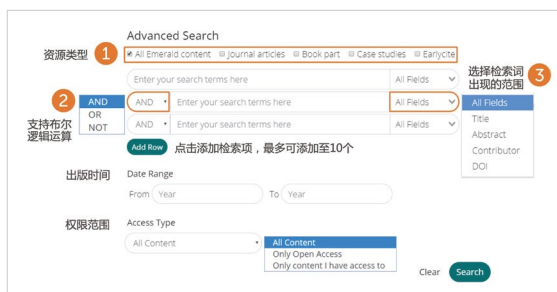 Advanced Search
资源类型 1 All Emerald content Journal articles Book part Case studies Earlycite
选择检索词
出现的范围 3
Enter your search terms here All Fields
2 AND AND Enter your search terms here All Fields All Fields
OR
NOT
支持布尔
逻辑运算
AND Enter your search terms here All Fields
Title
Abstract
Contributor
DOI
Add Row 点击添加检索项，最多可添加至10个
出版时间 Date Range
From Year To Year
权限范围 Access Type
All Content All Content
Only Open Access
Only content I have access to
Clear Search